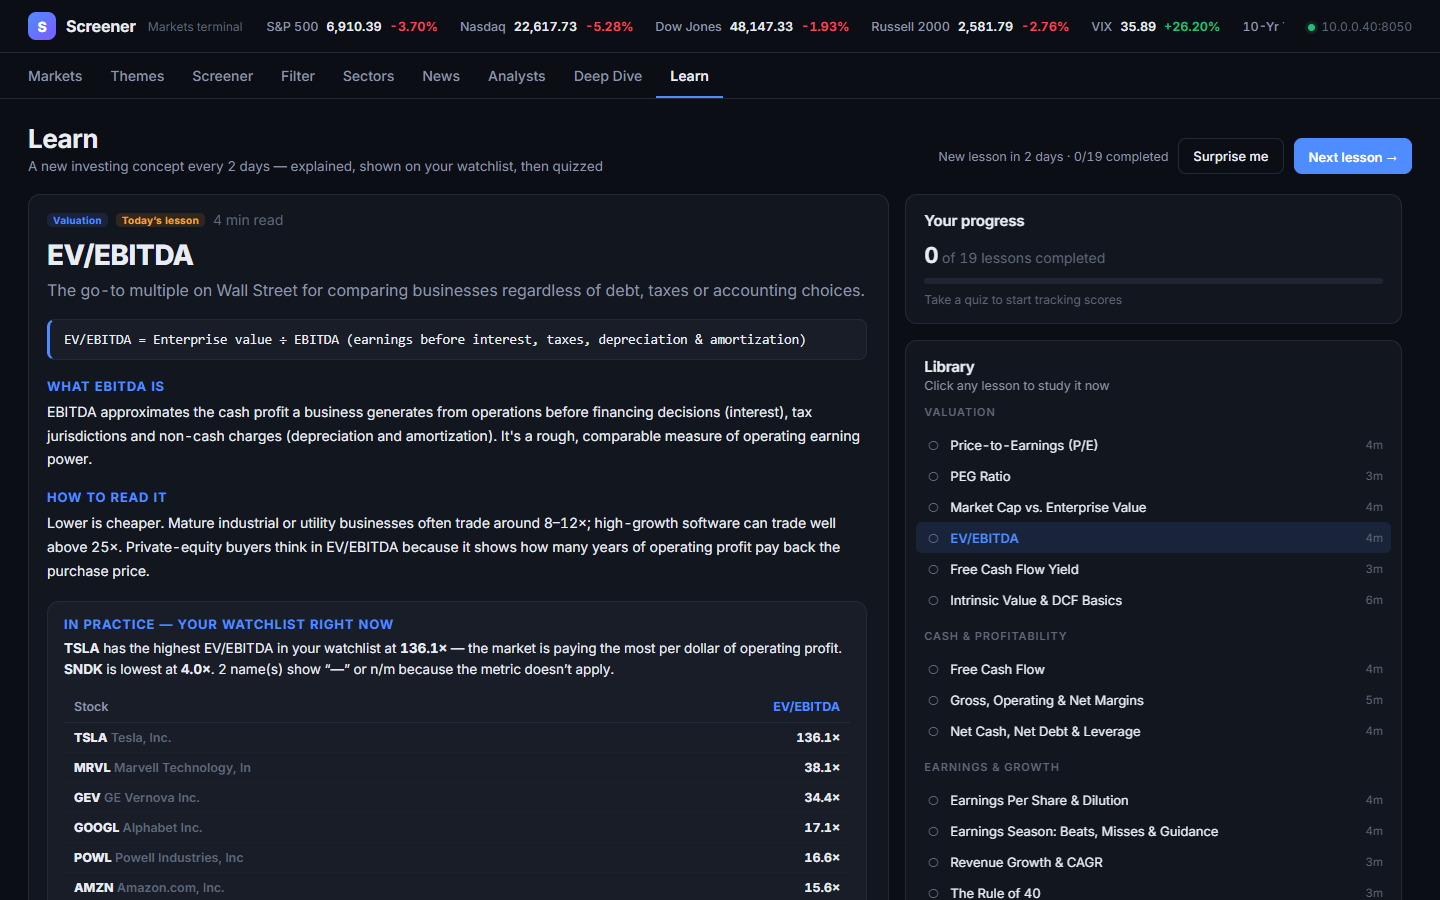 S Screener Markets terminal S&P 500 6,910.39 -3.70% Nasdaq 22,617.73 -5.28% Dow Jones 48,147.33 -1.93% Russell 2000 2,581.79 -2.76% VIX 35.89 +26.20% 10-Yr 10.0.0.40:8050
Markets Themes Screener Filter Sectors News Analysts Deep Dive Learn
Learn
A new investing concept every 2 days — explained, shown on your watchlist, then quizzed
New lesson in 2 days · 0/19 completed Surprise me Next lesson →
Valuation Today's lesson 4 min read
EV/EBITDA
The go-to multiple on Wall Street for comparing businesses regardless of debt, taxes or accounting choices.
EV/EBITDA = Enterprise value ÷ EBITDA (earnings before interest, taxes, depreciation & amortization)
WHAT EBITDA IS
EBITDA approximates the cash profit a business generates from operations before financing decisions (interest), tax
jurisdictions and non-cash charges (depreciation and amortization). It's a rough, comparable measure of operating earning
power.
HOW TO READ IT
Lower is cheaper. Mature industrial or utility businesses often trade around 8–12×; high-growth software can trade well
above 25×. Private-equity buyers think in EV/EBITDA because it shows how many years of operating profit pay back the
purchase price.
IN PRACTICE — YOUR WATCHLIST RIGHT NOW
TSLA has the highest EV/EBITDA in your watchlist at 136.1× — the market is paying the most per dollar of operating profit.
SNDK is lowest at 4.0×. 2 name(s) show “—” or n/m because the metric doesn’t apply.
Stock EV/EBITDA
TSLA Tesla, Inc. 136.1×
MRVL Marvell Technology, In 38.1×
GEV GE Vernova Inc. 34.4×
GOOGL Alphabet Inc. 17.1×
POWL Powell Industries, Inc 16.6×
AMZN Amazon.com, Inc. 15.6×
Your progress
0 of 19 lessons completed
Take a quiz to start tracking scores
Library
Click any lesson to study it now
VALUATION
Price-to-Earnings (P/E) 4m
PEG Ratio 3m
Market Cap vs. Enterprise Value 4m
EV/EBITDA 4m
Free Cash Flow Yield 3m
Intrinsic Value & DCF Basics 6m
CASH & PROFITABILITY
Free Cash Flow 4m
Gross, Operating & Net Margins 5m
Net Cash, Net Debt & Leverage 4m
EARNINGS & GROWTH
Earnings Per Share & Dilution 4m
Earnings Season: Beats, Misses & Guidance 4m
Revenue Growth & CAGR 3m
The Rule of 40 3m